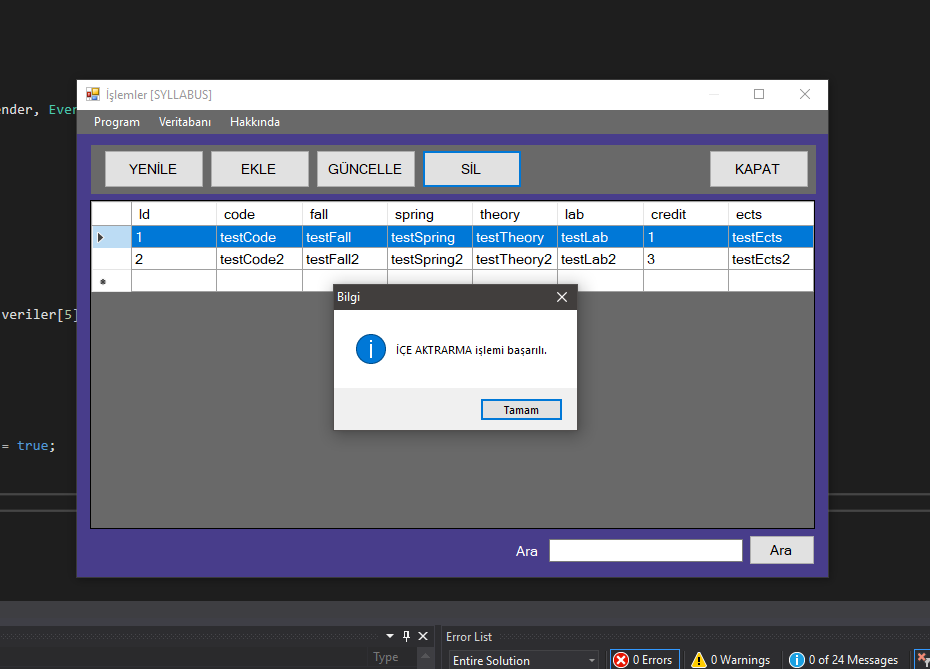 ender, Even
İşlemler [SYLLABUS]
Program Veritabanı Hakkında
YENİLE EKLE GÜNCELLE SİL KAPAT
Id code fall spring theory lab credit ects
1 testCode testFall testSpring testTheory testLab 1 testEcts
2 testCode2 testFall2 testSpring2 testTheory2 testLab2 3 testEcts2
Bilgi
veriler[5]
İÇE AKTRARMA işlemi başarılı.
Tamam
= true;
Ara Ara
Error List
Type Entire Solution 0 Errors 0 Warnings 0 of 24 Messages